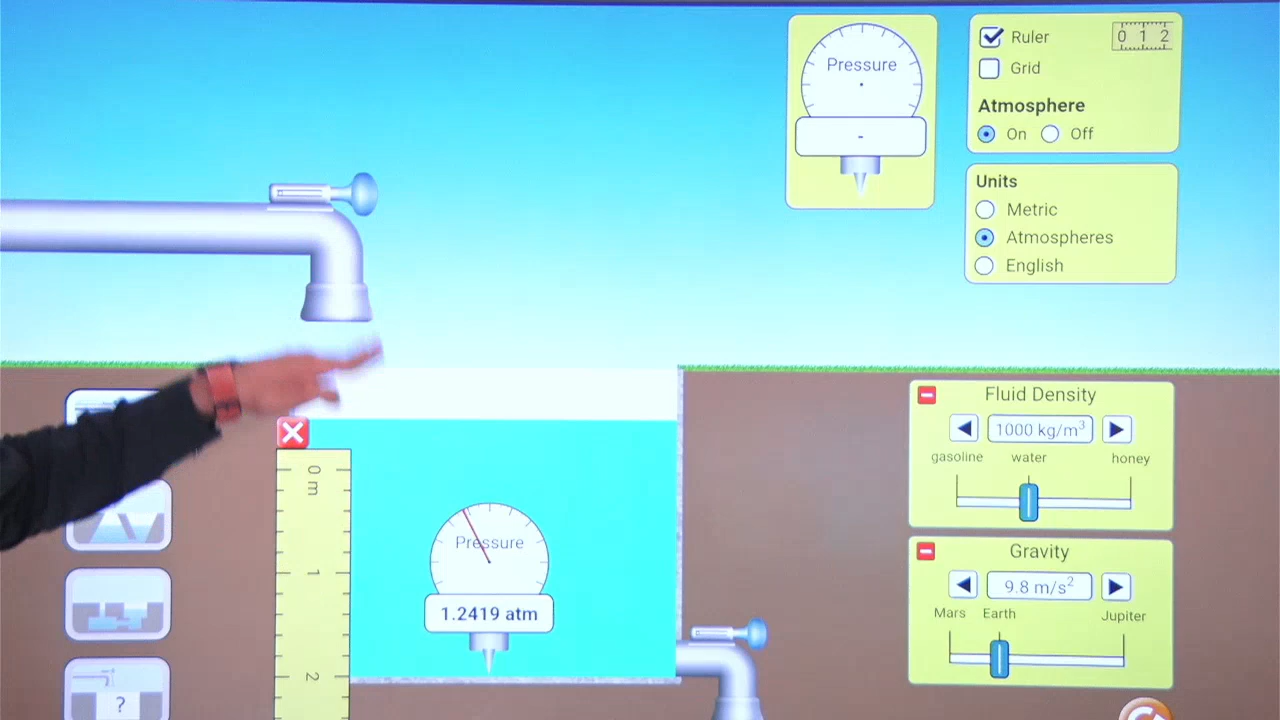 Pressure
-
Ruler
0 1 2
Grid
Atmosphere
On Off
Units
Metric
Atmospheres
English
Fluid Density
1000 kg/m³
gasoline water honey
Gravity
9.8 m/s²
Mars Earth Jupiter
0 m
1
2
Pressure
1.2419 atm
?